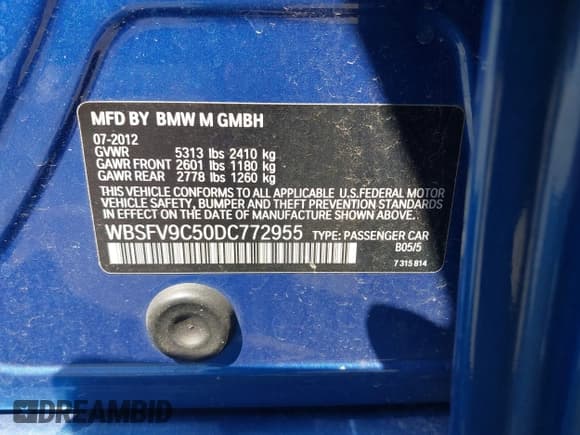 MFD BY BMW M GMBH
07-2012
GVWR 5313 lbs 2410 kg
GAWR FRONT 2601 lbs 1180 kg
GAWR REAR 2778 lbs 1260 kg
THIS VEHICLE CONFORMS TO ALL APPLICABLE U.S.FEDERAL MOTOR
VEHICLE SAFETY, BUMPER AND THEFT PREVENTION STANDARDS
IN EFFECT ON THE DATE OF MANUFACTURE SHOWN ABOVE.
WBSFV9C50DC772955 TYPE: PASSENGER CAR
B05/5
7 315 814
DREAMBID